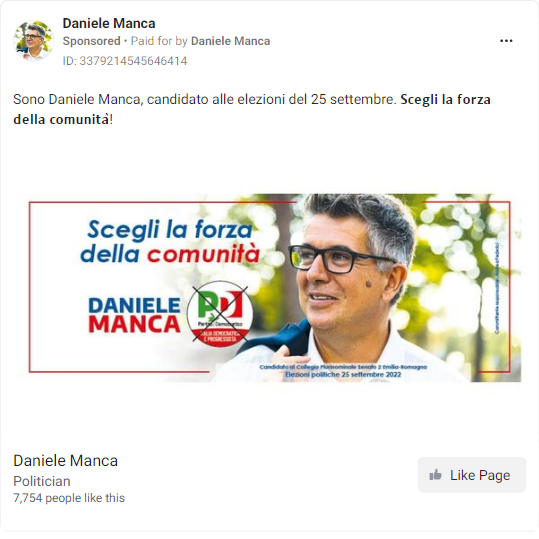 Daniele Manca
Sponsored • Paid for by Daniele Manca
ID: 3379214545646414
Sono Daniele Manca, candidato alle elezioni del 25 settembre. Scegli la forza
della comunità!
Scegli la forza
della comunità
DANIELE
MANCA
PD
Partito Democratico
ITALIA DEMOCRATICA
E PROGRESSISTA
Candidato al Collegio Plurinominale Senato 2 Emilia-Romagna
Elezioni politiche 25 settembre 2022
Committente responsabile
Daniele Manca
Politician
7,754 people like this
Like Page